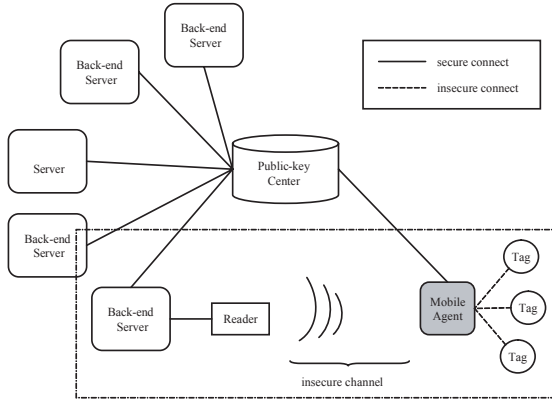 Back-end
Server
Back-end
Server
secure connect
insecure connect
Server
Public-key
Center
Back-end
Server
Tag
Back-end
Server
Reader
Mobile
Agent
Tag
Tag
insecure channel